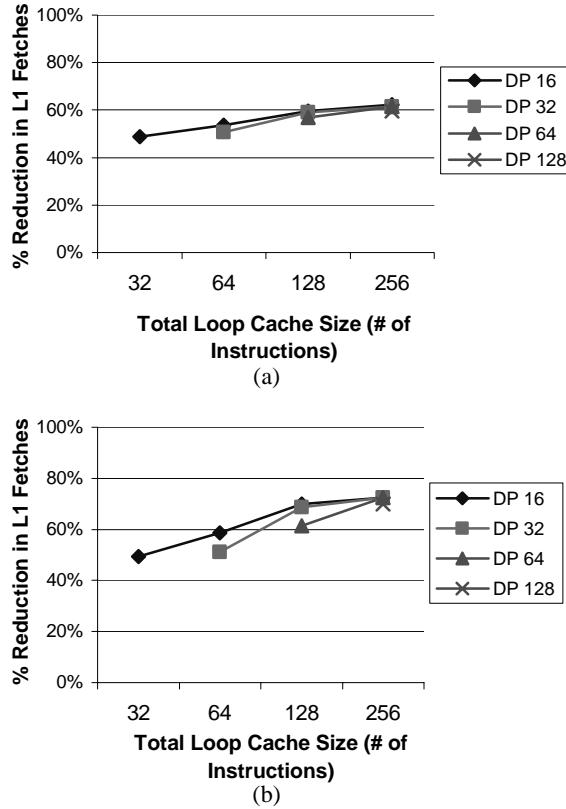 100%
80%
60%
40%
20%
0%
% Reduction in L1 Fetches
32 64 128 256
Total Loop Cache Size (# of
Instructions)
DP 16
DP 32
DP 64
DP 128
(a)
100%
80%
60%
40%
20%
0%
% Reduction in L1 Fetches
32 64 128 256
Total Loop Cache Size (# of
Instructions)
DP 16
DP 32
DP 64
DP 128
(b)